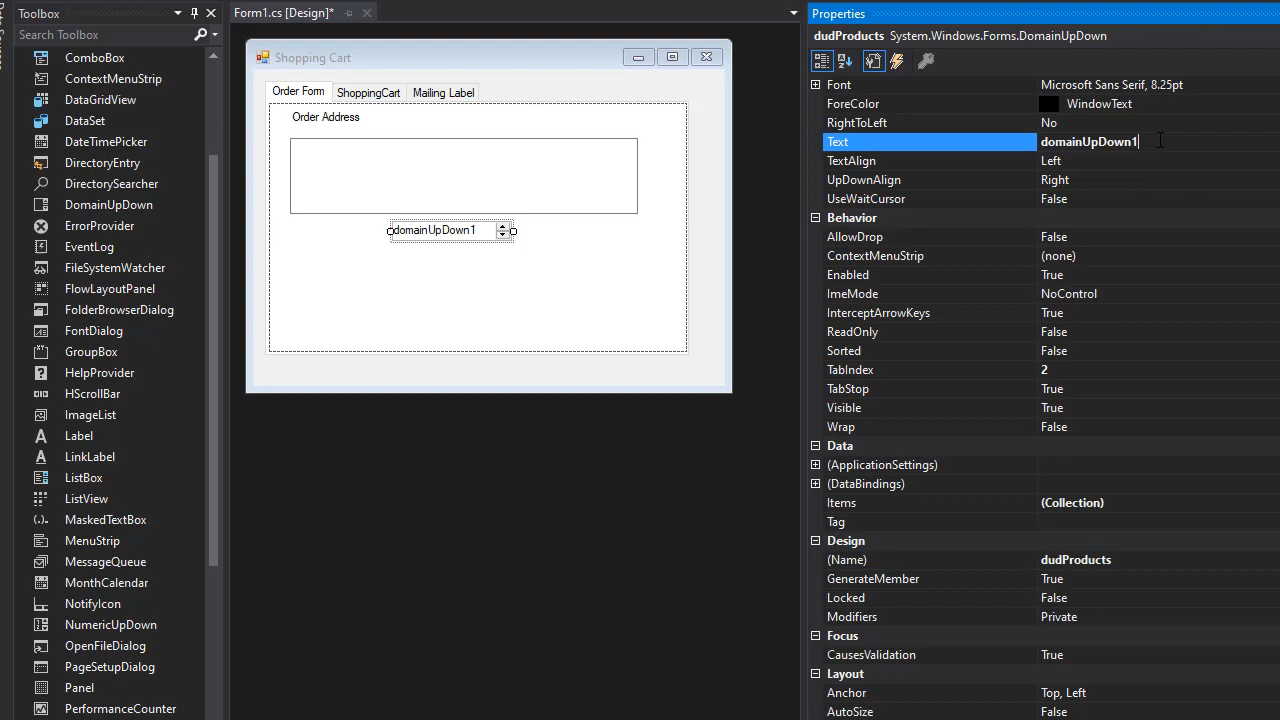 Toolbox
Search Toolbox
ComboBox
ContextMenuStrip
DataGridView
DataSet
DateTimePicker
DirectoryEntry
DirectorySearcher
DomainUpDown
ErrorProvider
EventLog
FileSystemWatcher
FlowLayoutPanel
FolderBrowserDialog
FontDialog
GroupBox
HelpProvider
HScrollBar
ImageList
Label
LinkLabel
ListBox
ListView
MaskedTextBox
MenuStrip
MessageQueue
MonthCalendar
NotifyIcon
NumericUpDown
OpenFileDialog
PageSetupDialog
Panel
PerformanceCounter
Form1.cs [Design]*
Shopping Cart
Order Form ShoppingCart Mailing Label
Order Address
domainUpDown1
Properties
dudProducts System.Windows.Forms.DomainUpDown
Font Microsoft Sans Serif, 8.25pt
ForeColor WindowText
RightToLeft No
Text domainUpDown1
TextAlign Left
UpDownAlign Right
UseWaitCursor False
Behavior
AllowDrop False
ContextMenuStrip (none)
Enabled True
ImeMode NoControl
InterceptArrowKeys True
ReadOnly False
Sorted False
TabIndex 2
TabStop True
Visible True
Wrap False
Data
(ApplicationSettings)
(DataBindings)
Items (Collection)
Tag
Design
(Name) dudProducts
GenerateMember True
Locked False
Modifiers Private
Focus
CausesValidation True
Layout
Anchor Top, Left
AutoSize False